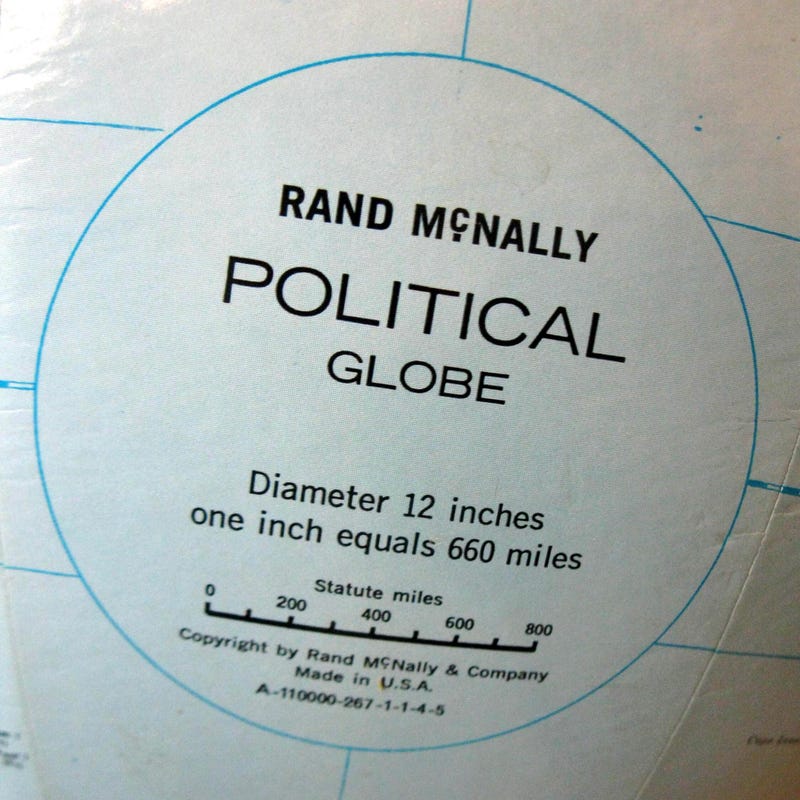 RAND McNALLY
POLITICAL
GLOBE
Diameter 12 inches
one inch equals 660 miles
Statute miles
0 200 400 600 800
Copyright by Rand McNally & Company
Made in U.S.A.
A-110000-267-1-1-4-5